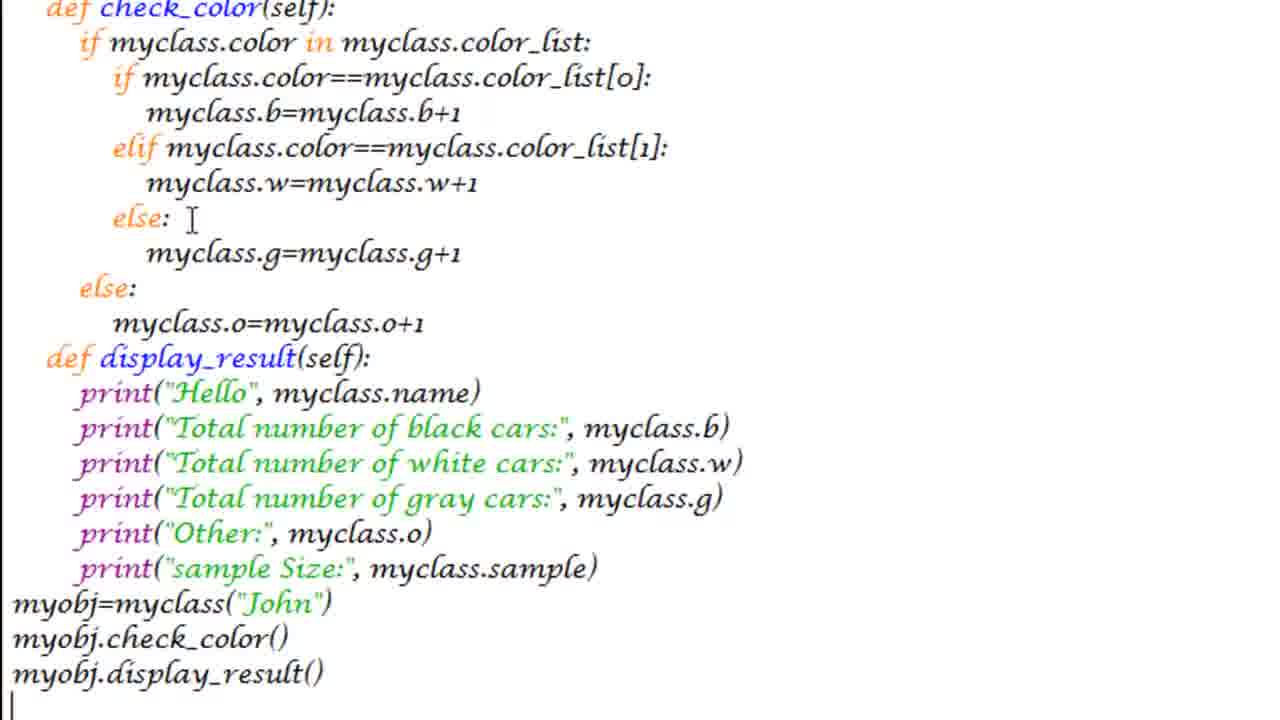 def check_color(self):
if myclass.color in myclass.color_list:
if myclass.color==myclass.color_list[0]:
myclass.b=myclass.b+1
elif myclass.color==myclass.color_list[1]:
myclass.w=myclass.w+1
else:
myclass.g=myclass.g+1
else:
myclass.o=myclass.o+1
def display_result(self):
print("Hello", myclass.name)
print("Total number of black cars:", myclass.b)
print("Total number of white cars:", myclass.w)
print("Total number of gray cars:", myclass.g)
print("Other:", myclass.o)
print("sample Size:", myclass.sample)
myobj=myclass("John")
myobj.check_color()
myobj.display_result()